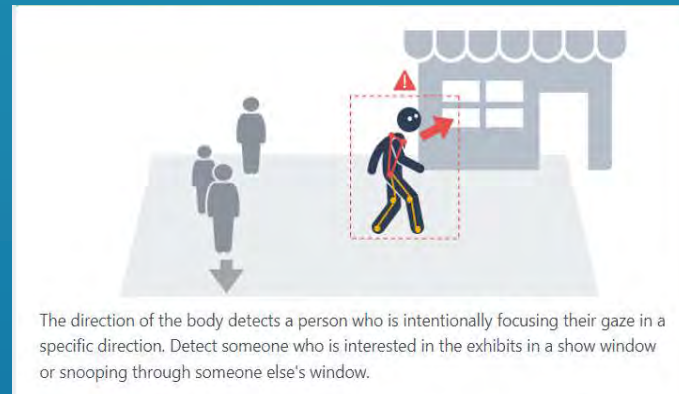 The direction of the body detects a person who is intentionally focusing their gaze in a
specific direction. Detect someone who is interested in the exhibits in a show window
or snooping through someone else's window.